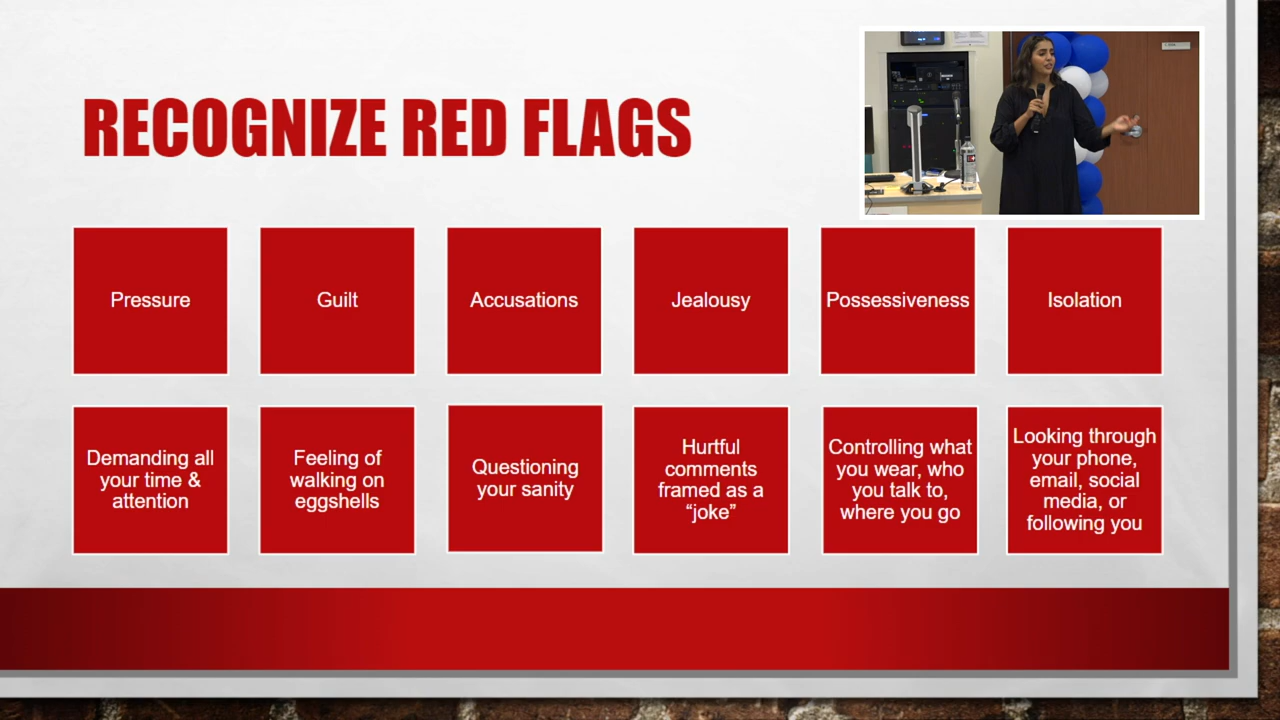 RECOGNIZE RED FLAGS
Pressure
Guilt
Accusations
Jealousy
Possessiveness
Isolation
Demanding all
your time &
attention
Feeling of
walking on
eggshells
Questioning
your sanity
Hurtful
comments
framed as a
“joke”
Controlling what
you wear, who
you talk to,
where you go
Looking through
your phone,
email, social
media, or
following you